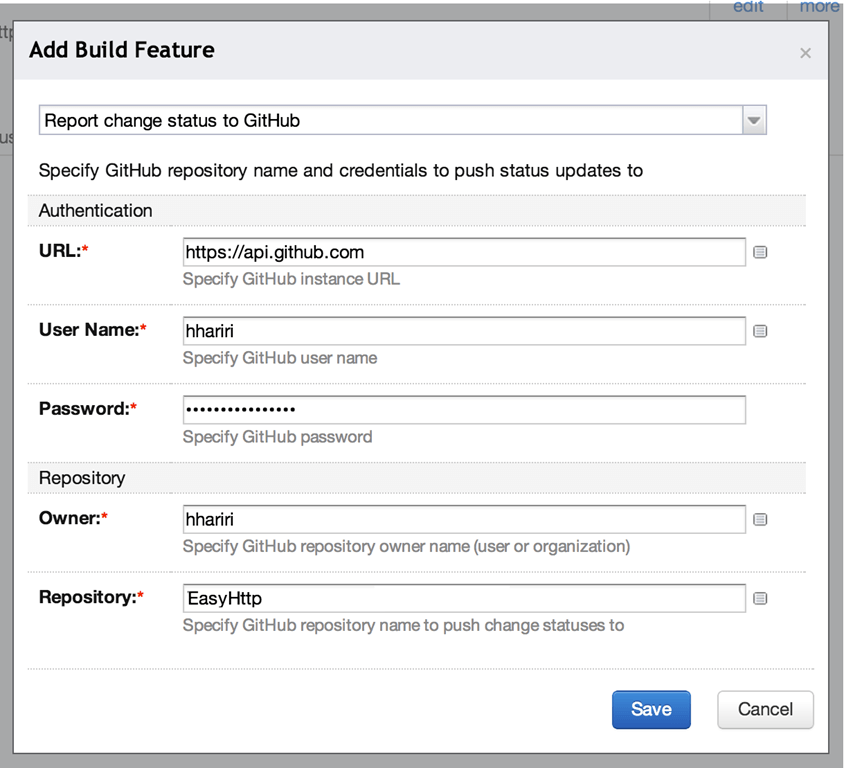 edit more
Add Build Feature
×
Report change status to GitHub
Specify GitHub repository name and credentials to push status updates to
Authentication
URL:* https://api.github.com
Specify GitHub instance URL
User Name:* hhariri
Specify GitHub user name
Password:* ••••••••••••••••
Specify GitHub password
Repository
Owner:* hhariri
Specify GitHub repository owner name (user or organization)
Repository:* EasyHttp
Specify GitHub repository name to push change statuses to
Save Cancel